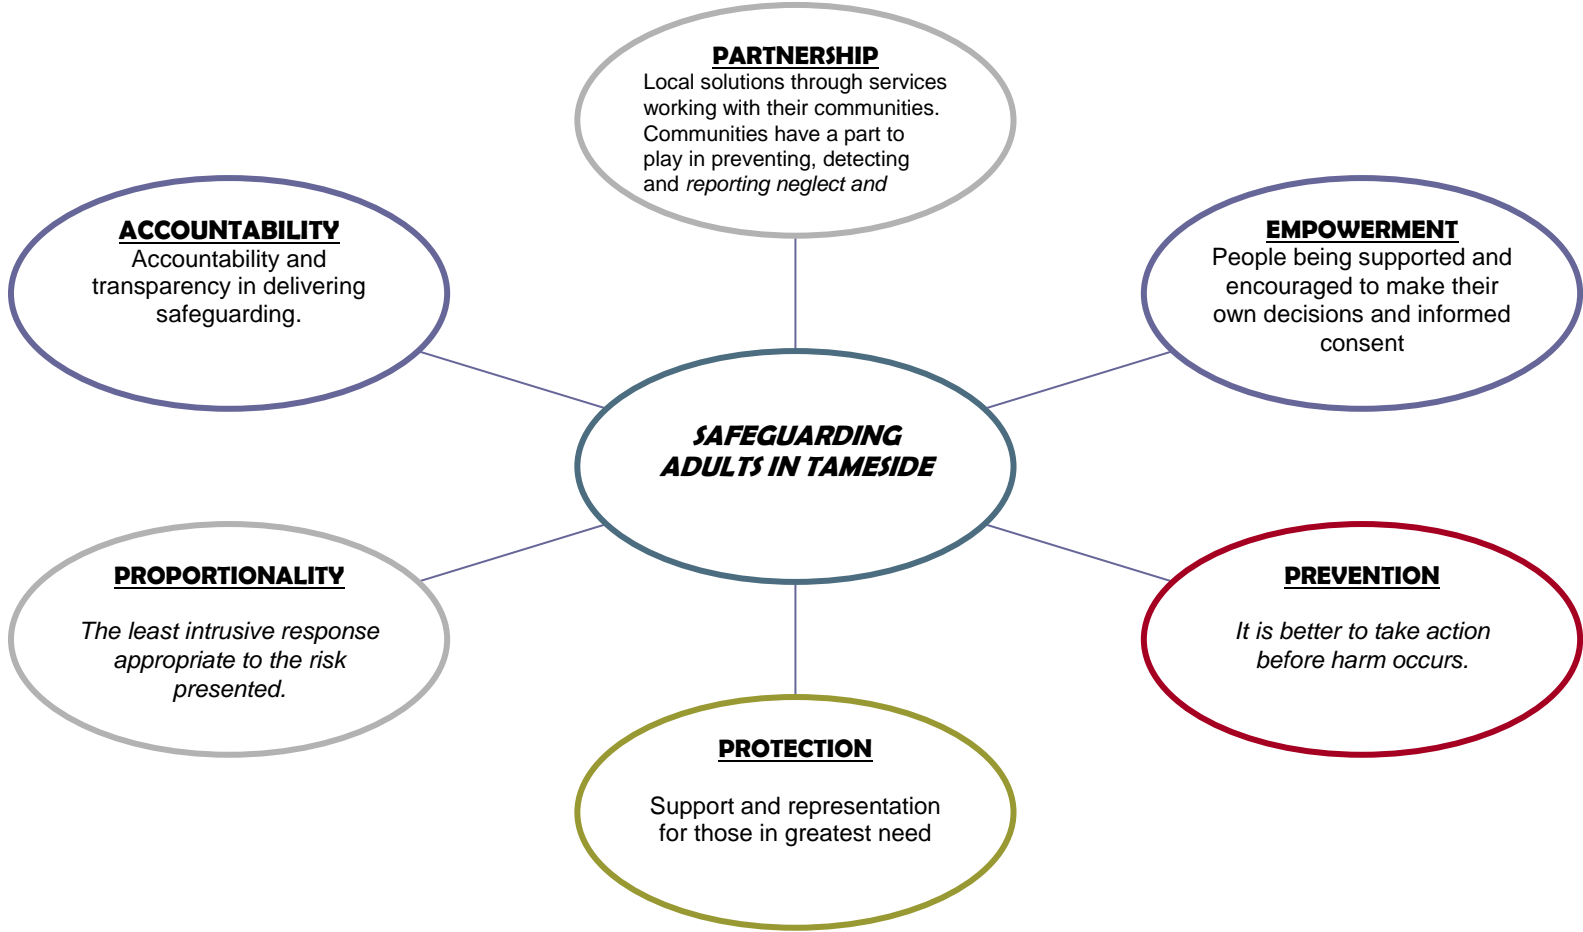 PARTNERSHIP
Local solutions through services
working with their communities.
Communities have a part to
play in preventing, detecting
and reporting neglect and
ACCOUNTABILITY
Accountability and
transparency in delivering
safeguarding.
EMPOWERMENT
People being supported and
encouraged to make their
own decisions and informed
consent
SAFEGUARDING
ADULTS IN TAMESIDE
PROPORTIONALITY
The least intrusive response
appropriate to the risk
presented.
PREVENTION
It is better to take action
before harm occurs.
PROTECTION
Support and representation
for those in greatest need